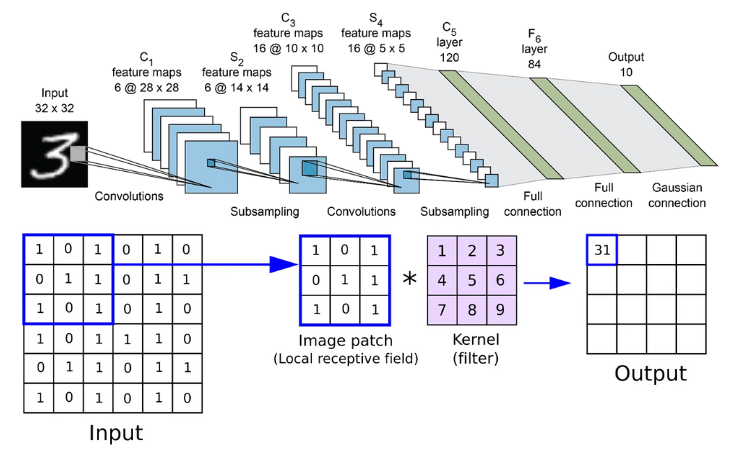 Input
32 x 32
C1
feature maps
6 @ 28 x 28
S2
feature maps
6 @ 14 x 14
C3
feature maps
16 @ 10 x 10
S4
feature maps
16 @ 5 x 5
C5
layer
120
F6
layer
84
Output
10
3
Convolutions
Subsampling
Convolutions
Subsampling
Full
connection
Full
connection
Gaussian
connection
1 0 1 0 1 0
0 1 1 0 1 1
1 0 1 0 1 0
1 0 1 1 1 0
0 1 1 0 1 1
1 0 1 0 1 0
Input
1 0 1
0 1 1
1 0 1
Image patch
(Local receptive field)
*
1 2 3
4 5 6
7 8 9
Kernel
(filter)
31
Output